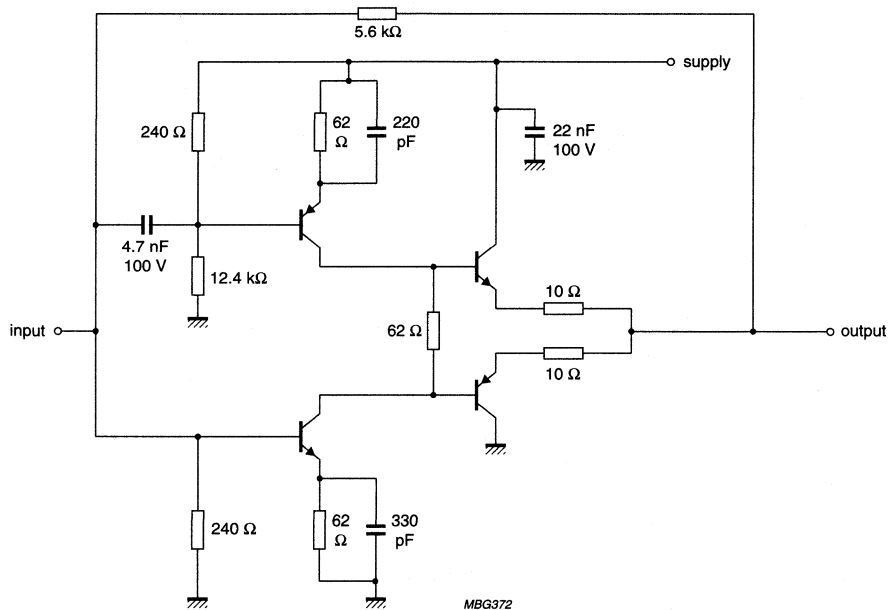 5.6 kΩ
supply
240 Ω
62
Ω
220
pF
22 nF
100 V
4.7 nF
100 V
12.4 kΩ
10 Ω
input
62 Ω
output
10 Ω
240 Ω
62
Ω
330
pF
MBG372